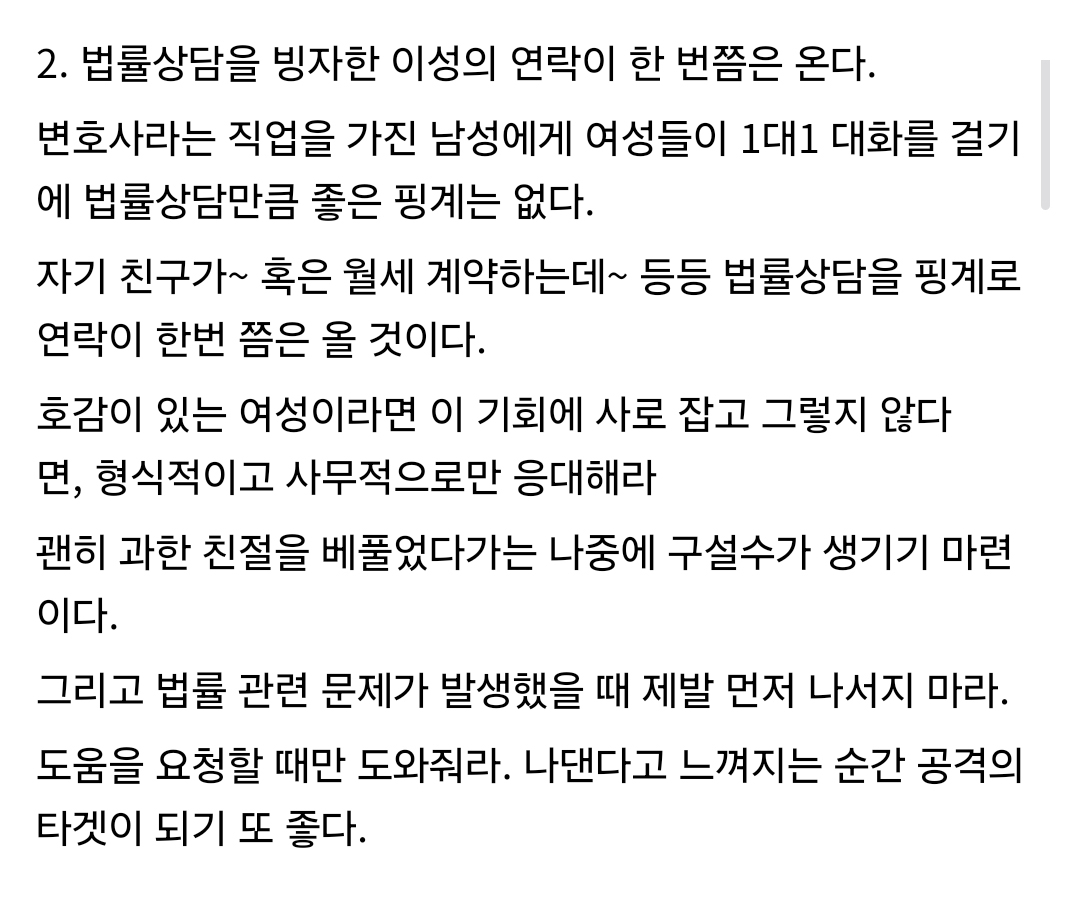 2. 법률상담을 빙자한 이성의 연락이 한 번쯤은 온다.
변호사라는 직업을 가진 남성에게 여성들이 1대1 대화를 걸기
에 법률상담만큼 좋은 핑계는 없다.
자기 친구가~ 혹은 월세 계약하는데~ 등등 법률상담을 핑계로
연락이 한번 쯤은 올 것이다.
호감이 있는 여성이라면 이 기회에 사로 잡고 그렇지 않다
면, 형식적이고 사무적으로만 응대해라
괜히 과한 친절을 베풀었다가는 나중에 구설수가 생기기 마련
이다.
그리고 법률 관련 문제가 발생했을 때 제발 먼저 나서지 마라.
도움을 요청할 때만 도와줘라. 나댄다고 느껴지는 순간 공격의
타겟이 되기 또 좋다.